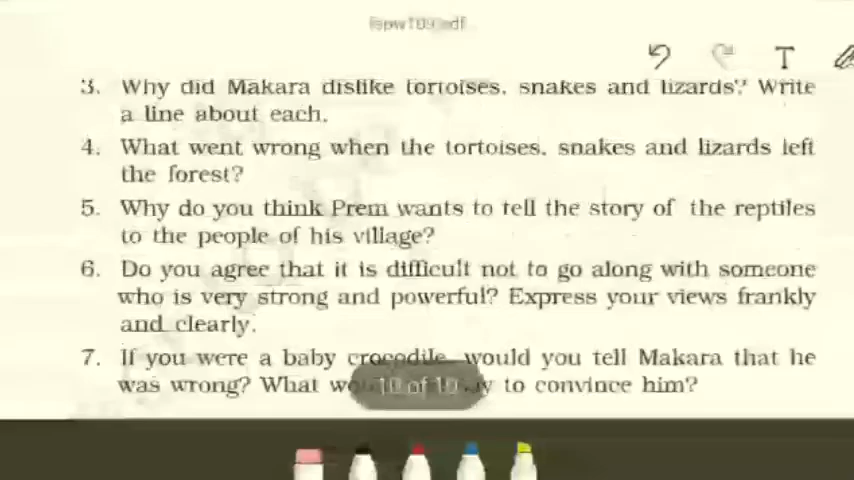 T
3. Why did Makara dislike tortoises, snakes and lizards? Write
a line about each.
4. What went wrong when the tortoises, snakes and lizards left
the forest?
5. Why do you think Prem wants to tell the story of the reptiles
to the people of his village?
6. Do you agree that it is difficult not to go along with someone
who is very strong and powerful? Express your views frankly
and clearly.
7. If you were a baby crocodile, would you tell Makara that he
was wrong? What to convince him?
10 of 10